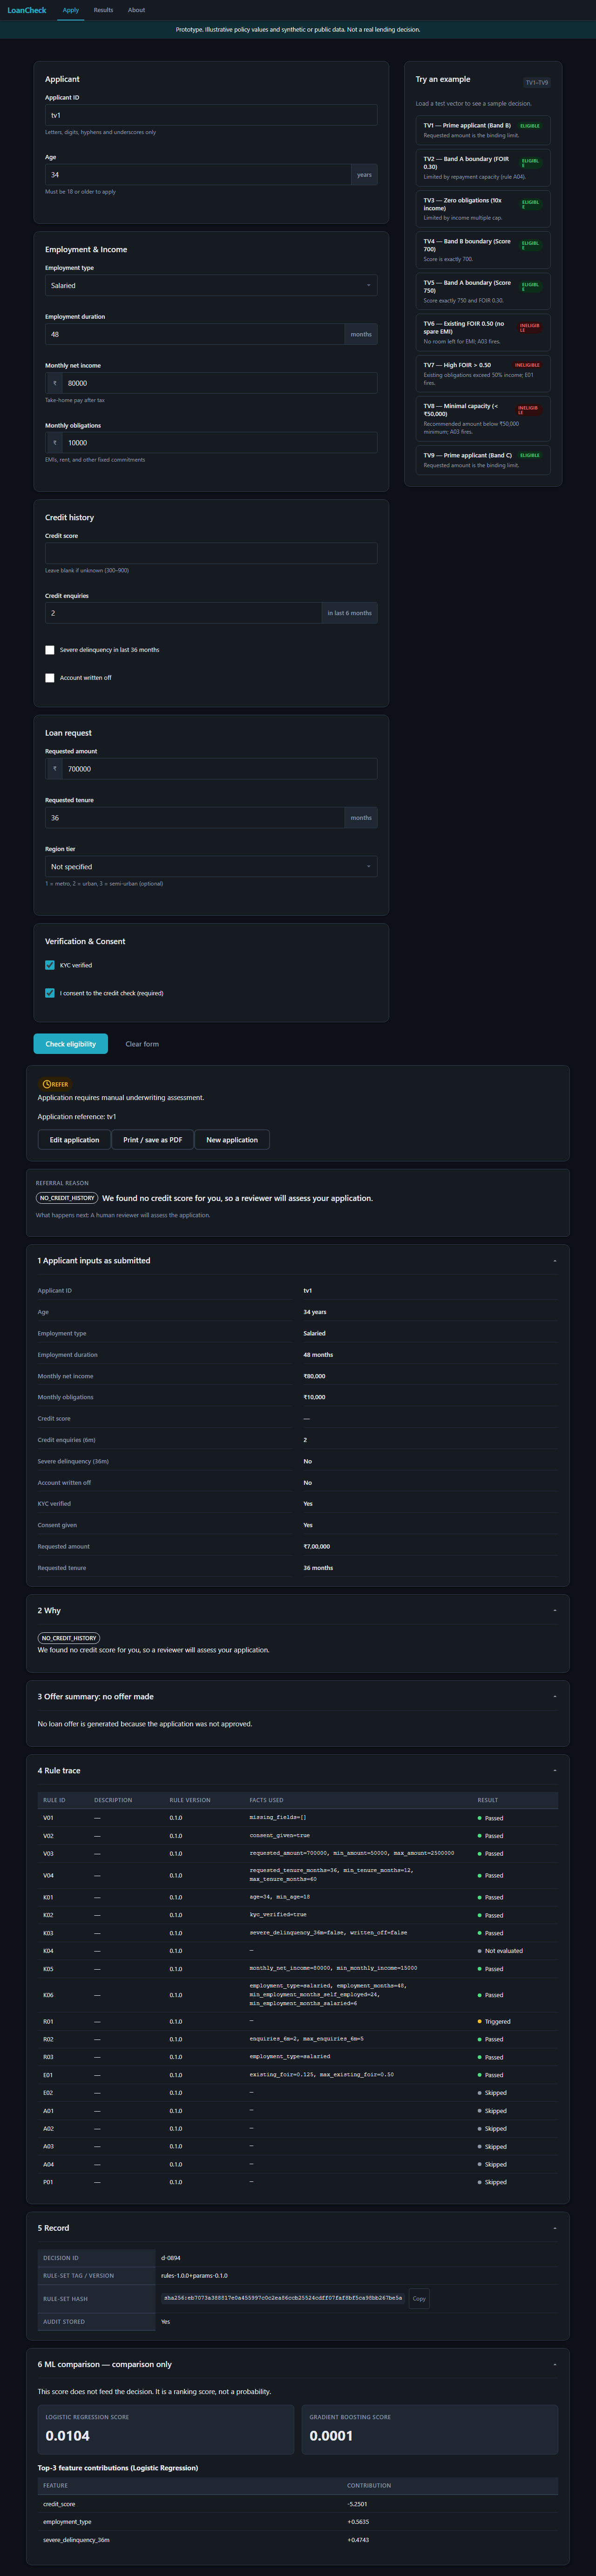 LoanCheck Apply Results About
Prototype. Illustrative policy values and synthetic or public data. Not a real lending decision.
Applicant
Applicant ID
tv1
Letters, digits, hyphens and underscores only
Age
34 years
Must be 18 or older to apply
Employment & Income
Employment type
Salaried
Employment duration
48 months
Monthly net income
₹ 80000
Take-home pay after tax
Monthly obligations
₹ 10000
EMIs, rent, and other fixed commitments
Credit history
Credit score
Leave blank if unknown (300–900)
Credit enquiries
2 in last 6 months
Severe delinquency in last 36 months
Account written off
Loan request
Requested amount
₹ 700000
Requested tenure
36 months
Region tier
Not specified
1 = metro, 2 = urban, 3 = semi-urban (optional)
Verification & Consent
KYC verified
I consent to the credit check (required)
Check eligibility Clear form
Try an example TV1–TV9
Load a test vector to see a sample decision.
TV1 — Prime applicant (Band B) ELIGIBLE
Requested amount is the binding limit.
TV2 — Band A boundary (FOIR
0.30)
ELIGIBL
E
Limited by repayment capacity (rule A04).
TV3 — Zero obligations (10x
income)
ELIGIBL
E
Limited by income multiple cap.
TV4 — Band B boundary (Score
700)
ELIGIBL
E
Score is exactly 700.
TV5 — Band A boundary (Score
750)
ELIGIBL
E
Score exactly 750 and FOIR 0.30.
TV6 — Existing FOIR 0.50 (no
spare EMI)
INELIGIB
LE
No room left for EMI; A03 fires.
TV7 — High FOIR > 0.50 INELIGIBLE
Existing obligations exceed 50% income; E01
fires.
TV8 — Minimal capacity (<
₹50,000)
INELIGIB
LE
Recommended amount below ₹50,000
minimum; A03 fires.
TV9 — Prime applicant (Band C) ELIGIBLE
Requested amount is the binding limit.
REFER
Application requires manual underwriting assessment.
Application reference: tv1
Edit application Print / save as PDF New application
REFERRAL REASON
NO_CREDIT_HISTORY We found no credit score for you, so a reviewer will assess your application.
What happens next: A human reviewer will assess the application.
1 Applicant inputs as submitted
Applicant ID tv1
Age 34 years
Employment type Salaried
Employment duration 48 months
Monthly net income ₹80,000
Monthly obligations ₹10,000
Credit score —
Credit enquiries (6m) 2
Severe delinquency (36m) No
Account written off No
KYC verified Yes
Consent given Yes
Requested amount ₹7,00,000
Requested tenure 36 months
2 Why
NO_CREDIT_HISTORY
We found no credit score for you, so a reviewer will assess your application.
3 Offer summary: no offer made
No loan offer is generated because the application was not approved.
4 Rule trace
RULE ID DESCRIPTION RULE VERSION FACTS USED RESULT
V01 — 0.1.0 missing_fields=[] Passed
V02 — 0.1.0 consent_given=true Passed
V03 — 0.1.0 requested_amount=700000, min_amount=50000, max_amount=2500000 Passed
V04 — 0.1.0 requested_tenure_months=36, min_tenure_months=12,
max_tenure_months=60 Passed
K01 — 0.1.0 age=34, min_age=18 Passed
K02 — 0.1.0 kyc_verified=true Passed
K03 — 0.1.0 severe_delinquency_36m=false, written_off=false Passed
K04 — 0.1.0 — Not evaluated
K05 — 0.1.0 monthly_net_income=80000, min_monthly_income=15000 Passed
K06 — 0.1.0 employment_type=salaried, employment_months=48,
min_employment_months_self_employed=24,
min_employment_months_salaried=6 Passed
R01 — 0.1.0 — Triggered
R02 — 0.1.0 enquiries_6m=2, max_enquiries_6m=5 Passed
R03 — 0.1.0 employment_type=salaried Passed
E01 — 0.1.0 existing_foir=0.125, max_existing_foir=0.50 Passed
E02 — 0.1.0 — Skipped
A01 — 0.1.0 — Skipped
A02 — 0.1.0 — Skipped
A03 — 0.1.0 — Skipped
A04 — 0.1.0 — Skipped
P01 — 0.1.0 — Skipped
5 Record
DECISION ID d-0894
RULE-SET TAG / VERSION rules-1.0.0+params-0.1.0
RULE-SET HASH Copy
AUDIT STORED Yes
6 ML comparison — comparison only
This score does not feed the decision. It is a ranking score, not a probability.
LOGISTIC REGRESSION SCORE GRADIENT BOOSTING SCORE
0.0104 0.0001
Top-3 feature contributions (Logistic Regression)
FEATURE CONTRIBUTION
credit_score -5.2501
employment_type +0.5635
severe_delinquency_36m +0.4743